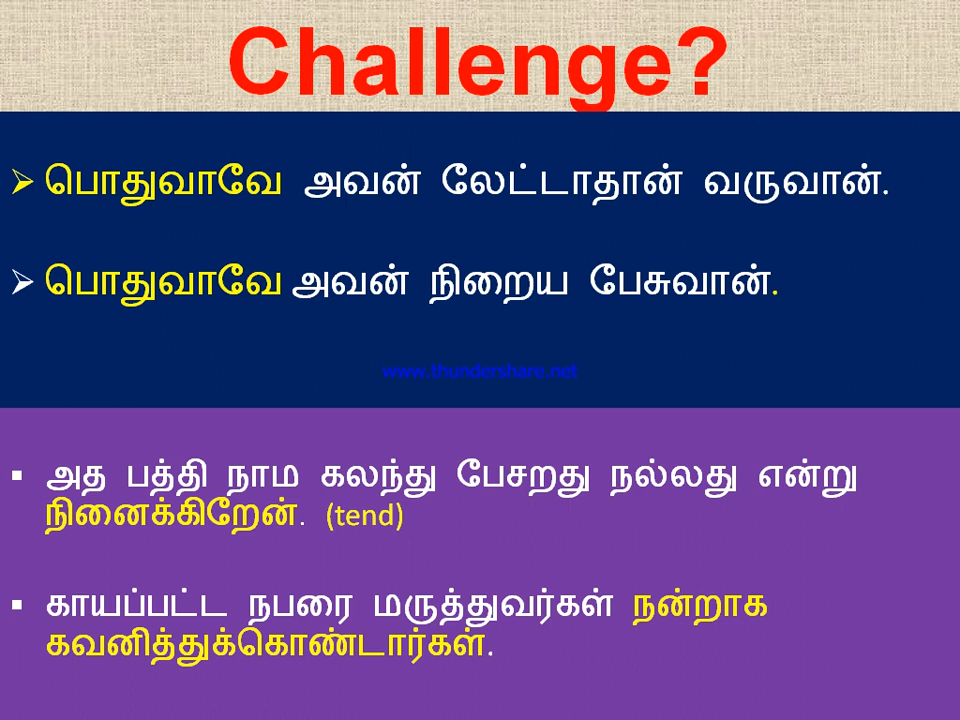 Challenge?
➢ பொதுவாவே அவன் லேட்டாதான் வருவான்.
➢ பொதுவாவே அவன் நிறைய பேசுவான்.
www.thundershare.net
▪ அத பத்தி நாம கலந்து பேசறது நல்லது என்று
நினைக்கிறேன். (tend)
▪ காயப்பட்ட நபரை மருத்துவர்கள் நன்றாக
கவனித்துக்கொண்டார்கள்.